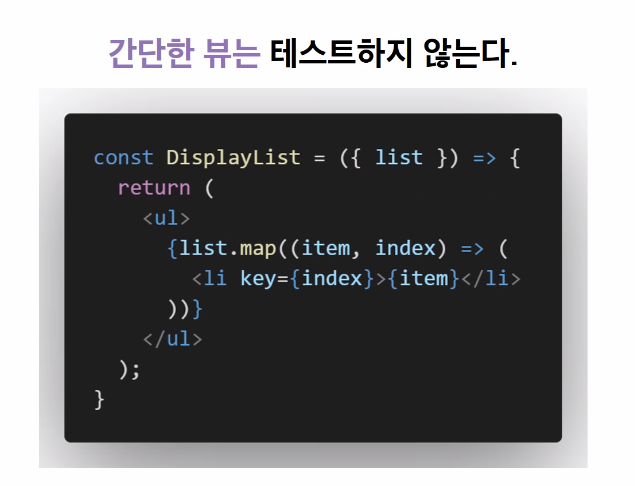 간단한 뷰는 테스트하지 않는다.
const DisplayList = ({ list }) => {
  return (
    <ul>
      {list.map((item, index) => (
        <li key={index}>{item}</li>
      ))}
    </ul>
  );
}